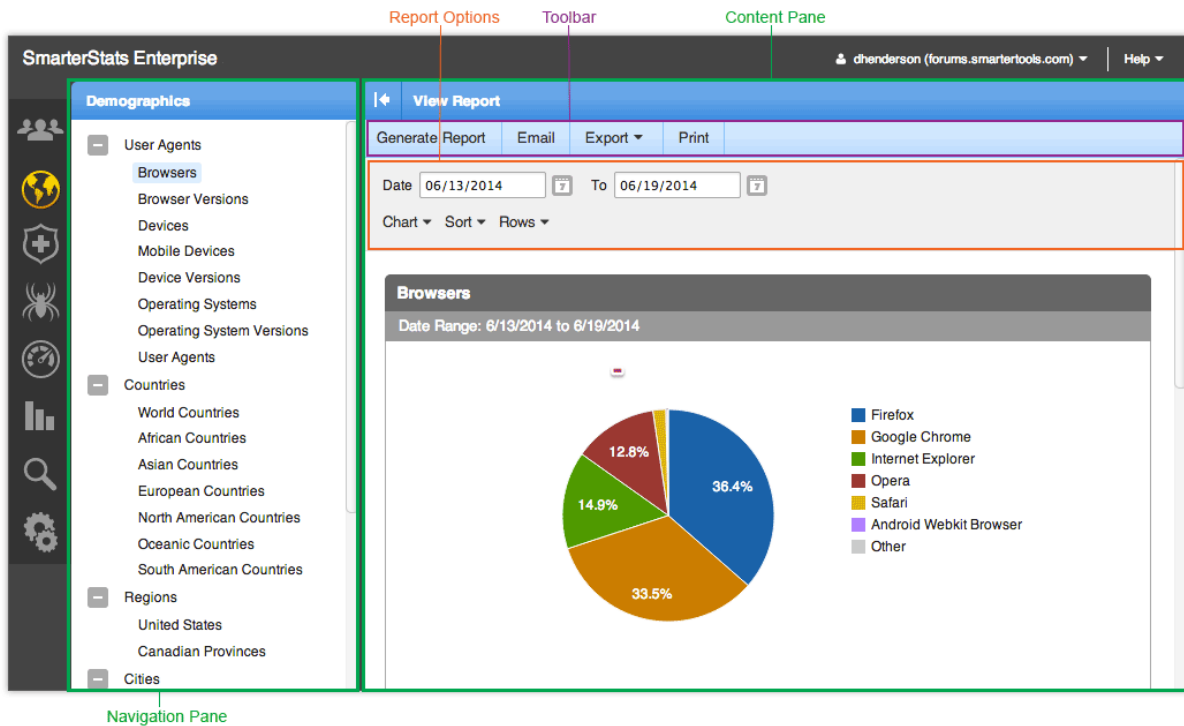 Report Options
Toolbar
Content Pane
SmarterStats Enterprise
dhenderson (forums.smartertools.com)
Help
Demographics
User Agents
Browsers
Browser Versions
Devices
Mobile Devices
Device Versions
Operating Systems
Operating System Versions
User Agents
Countries
World Countries
African Countries
Asian Countries
European Countries
North American Countries
Oceanic Countries
South American Countries
Regions
United States
Canadian Provinces
Cities
View Report
Generate Report Email Export Print
Date 06/13/2014 7 To 06/19/2014 7
Chart Sort Rows
Browsers
Date Range: 6/13/2014 to 6/19/2014
12.8%
36.4%
14.9%
33.5%
Firefox
Google Chrome
Internet Explorer
Opera
Safari
Android Webkit Browser
Other
Navigation Pane